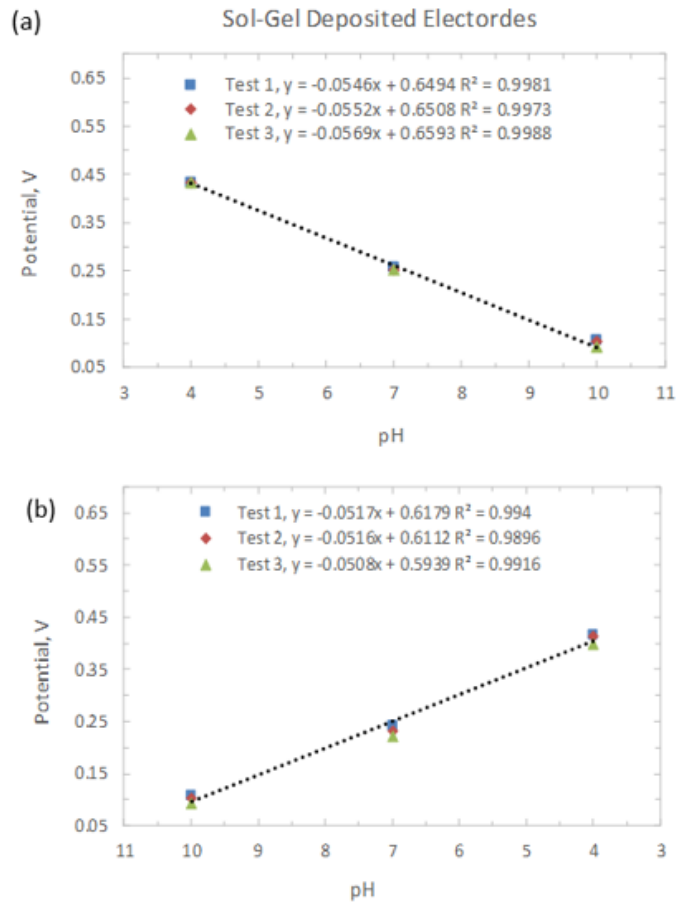 (a)
Sol-Gel Deposited Electordes
0.65
Test 1, y = -0.0546x + 0.6494 R² = 0.9981
Test 2, y = -0.0552x + 0.6508 R² = 0.9973
0.55
Test 3, y = -0.0569x + 0.6593 R² = 0.9988
0.45
Potential, V
0.35
0.25
0.15
0.05
3 4 5 6 7 8 9 10 11
pH
(b)
0.65
Test 1, y = -0.0517x + 0.6179 R² = 0.994
Test 2, y = -0.0516x + 0.6112 R² = 0.9896
0.55
Test 3, y = -0.0508x + 0.5939 R² = 0.9916
0.45
Potential, V
0.35
0.25
0.15
0.05
11 10 9 8 7 6 5 4 3
pH